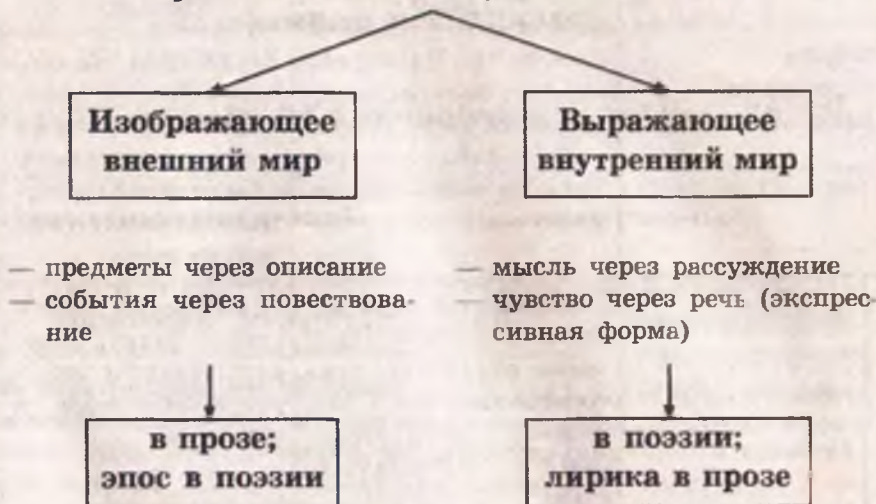 Изображающее
внешний мир
Выражающее
внутренний мир
— предметы через описание
— события через повествова-
ние
— мысль через рассуждение
— чувство через речь (экспрес-
сивная форма)
в прозе;
эпос в поэзии
в поэзии;
лирика в прозе